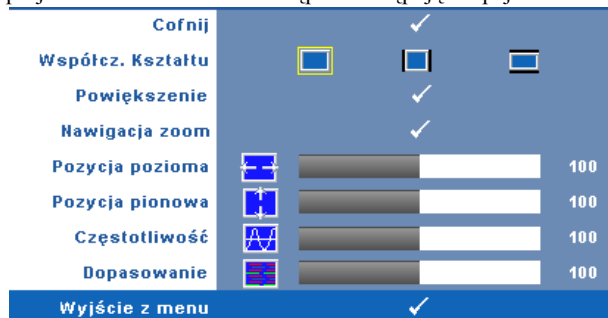 Cofnij
Współcz. Kształtu
Powiększenie
Nawigacja zoom
Pozycja pozioma 100
Pozycja pionowa 100
Częstotliwość 100
Dopasowanie 100
Wyjście z menu